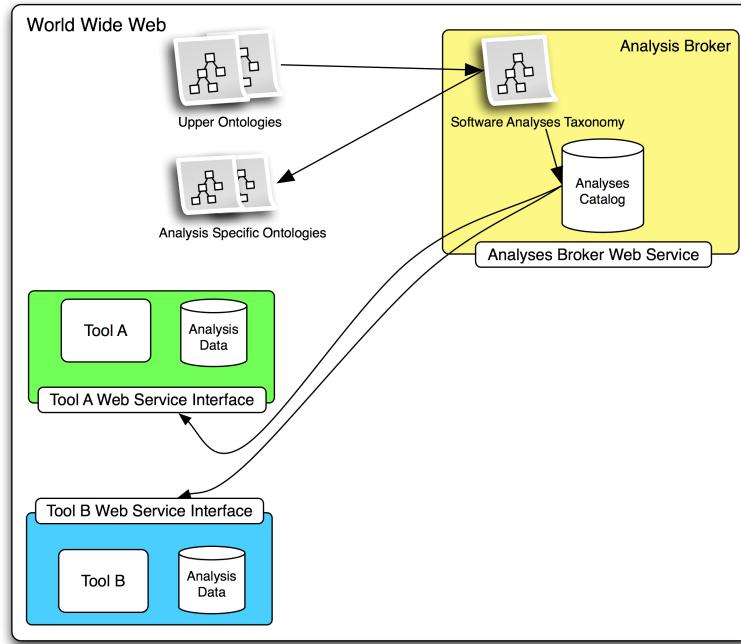 World Wide Web
Analysis Broker
Upper Ontologies
Software Analyses Taxonomy
Analyses
Catalog
Analysis Specific Ontologies
Analyses Broker Web Service
Tool A
Analysis
Data
Tool A Web Service Interface
Tool B Web Service Interface
Tool B
Analysis
Data